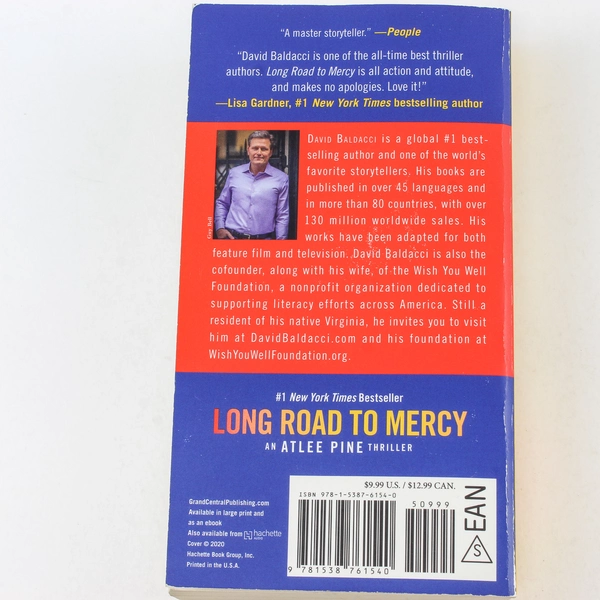 “A master storyteller.” —People
“David Baldacci is one of the all-time best thriller
authors. Long Road to Mercy is all action and attitude,
and makes no apologies. Love it!”
—Lisa Gardner, #1 New York Times bestselling author
David Baldacci is a global #1 best-
selling author and one of the world’s
favorite storytellers. His books are
published in over 45 languages and
in more than 80 countries, with over
130 million worldwide sales. His
works have been adapted for both
feature film and television. David Baldacci is also the
cofounder, along with his wife, of the Wish You Well
Foundation, a nonprofit organization dedicated to
supporting literacy efforts across America. Still a
resident of his native Virginia, he invites you to visit
him at DavidBaldacci.com and his foundation at
WishYouWellFoundation.org.
#1 New York Times Bestseller
LONG ROAD TO MERCY
AN ATLEE PINE THRILLER
$9.99 U.S. / $12.99 CAN.
ISBN 978-1-5387-6154-0
50999
EAN
S
9 781538 761540
GrandCentralPublishing.com
Available in large print and
as an ebook
Also available from hachette
AUDIO
Cover © 2020
Hachette Book Group, Inc.
Printed in the U.S.A.